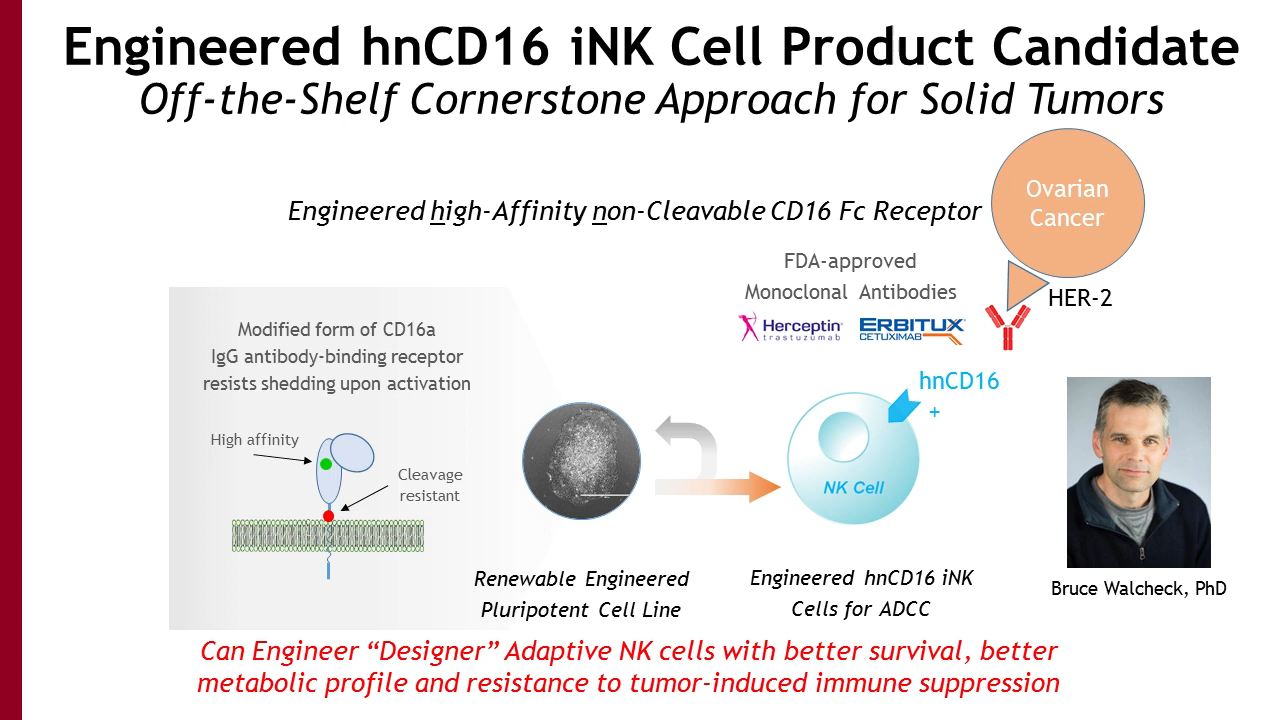 Engineered hnCD16 iNK Cell Product Candidate
Off-the-Shelf Cornerstone Approach for Solid Tumors
Ovarian
Cancer
Engineered high-Affinity non-Cleavable CD16 Fc Receptor
FDA-approved
Monoclonal Antibodies
HER-2
Herceptin
trastuzumab
ERBITUX
CETUXIMAB
Modified form of CD16a
IgG antibody-binding receptor
resists shedding upon activation
High affinity
Cleavage
resistant
hnCD16
+
NK Cell
Renewable Engineered
Pluripotent Cell Line
Engineered hnCD16 iNK
Cells for ADCC
Bruce Walcheck, PhD
Can Engineer “Designer” Adaptive NK cells with better survival, better
metabolic profile and resistance to tumor-induced immune suppression